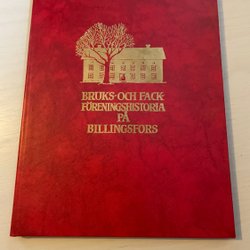 BRUKS- OCH FACK-
FÖRENINGSHISTORIA
PÅ
BILLINGSFORS